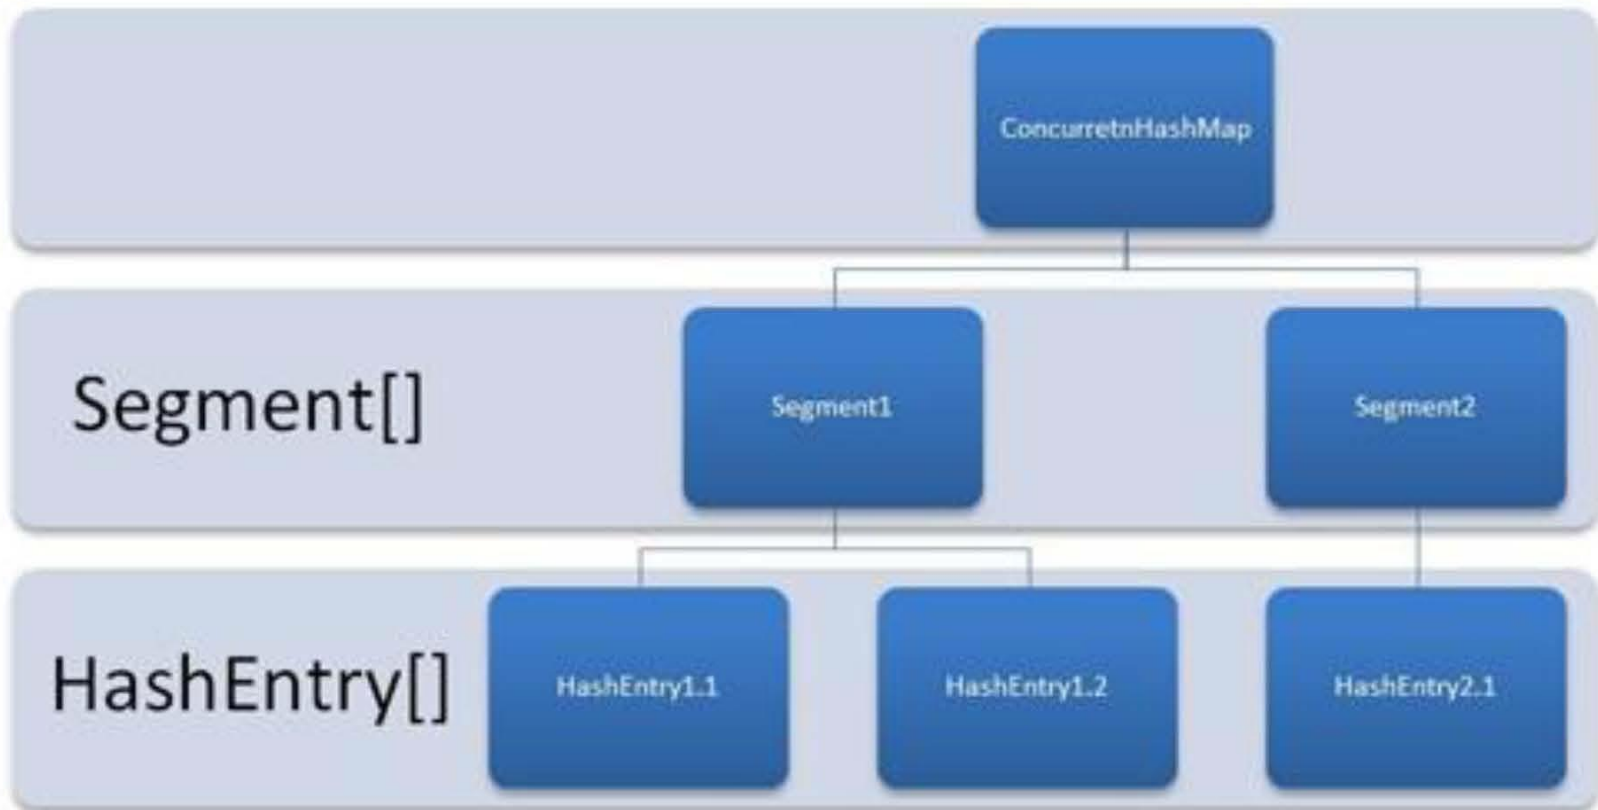 ConcurretnHashMap
Segment[]
Segment1
Segment2
HashEntry[]
HashEntry1.1
HashEntry1.2
HashEntry2.1